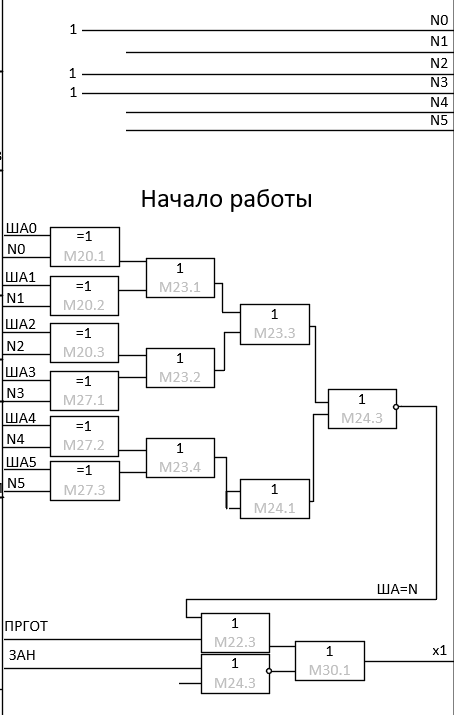 N0
1
N1
N2
1
N3
1
N4
N5
Начало работы
ША0
=1
N0
M20.1
1
ША1
=1
M23.1
N1
M20.2
1
ША2
=1
M23.3
N2
M20.3
1
ША3
=1
M23.2
N3
M27.1
1
ША4
=1
M24.3
N4
M27.2
1
ША5
=1
M23.4
N5
M27.3
1
M24.1
ША=N
ПРГОТ
1
M22.3
ЗАН
1
1
x1
M24.3
M30.1